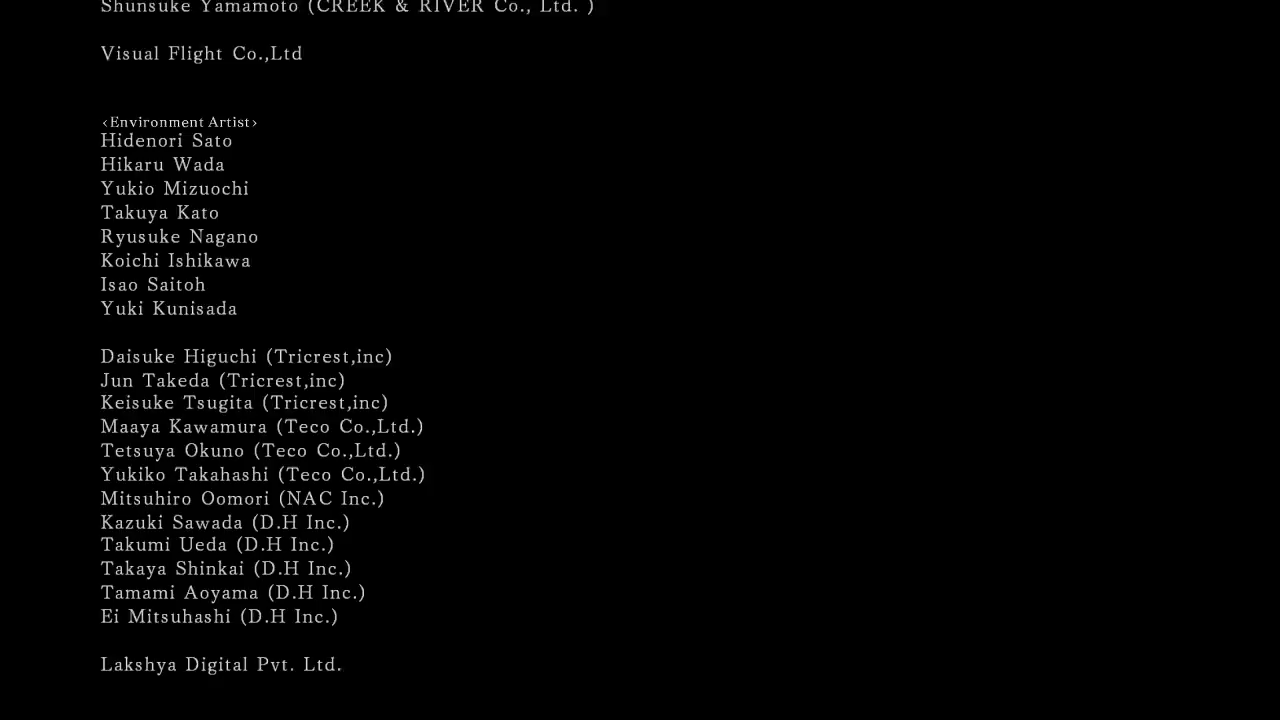 Shunsuke Yamamoto (CREEK & RIVER Co., Ltd. )
Visual Flight Co.,Ltd
<Environment Artist>
Hidenori Sato
Hikaru Wada
Yukio Mizuochi
Takuya Kato
Ryusuke Nagano
Koichi Ishikawa
Isao Saitoh
Yuki Kunisada
Daisuke Higuchi (Tricrest,inc)
Jun Takeda (Tricrest,inc)
Keisuke Tsugita (Tricrest,inc)
Maaya Kawamura (Teco Co.,Ltd.)
Tetsuya Okuno (Teco Co.,Ltd.)
Yukiko Takahashi (Teco Co.,Ltd.)
Mitsuhiro Oomori (NAC Inc.)
Kazuki Sawada (D.H Inc.)
Takumi Ueda (D.H Inc.)
Takaya Shinkai (D.H Inc.)
Tamami Aoyama (D.H Inc.)
Ei Mitsuhashi (D.H Inc.)
Lakshya Digital Pvt. Ltd.